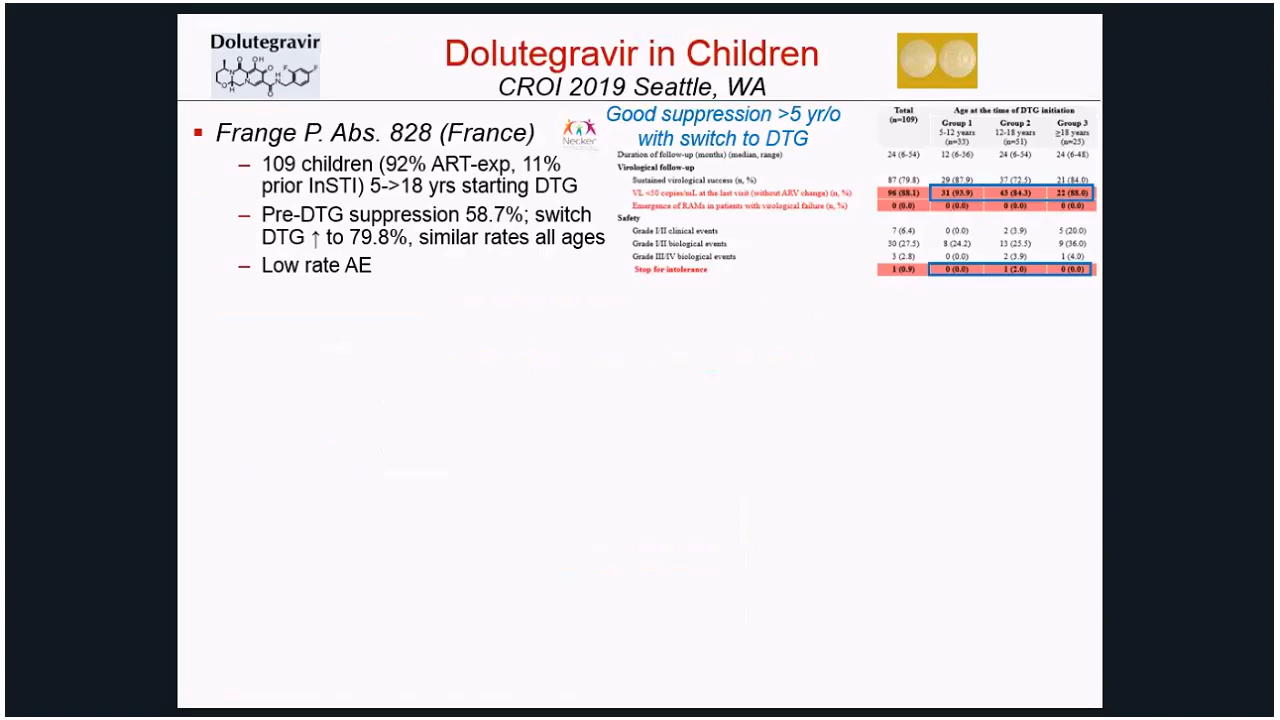 Dolutegravir
Dolutegravir in Children
CROI 2019 Seattle, WA
▪ Frange P. Abs. 828 (France)
– 109 children (92% ART-exp, 11%
prior InSTI) 5->18 yrs starting DTG
– Pre-DTG suppression 58.7%; switch
DTG ↑ to 79.8%, similar rates all ages
– Low rate AE
Necker
Good suppression >5 yr/o
with switch to DTG
Total Age at the time of DTG initiation
(n=109) Group 1 Group 2 Group 3
5-12 years 12-18 years ≥18 years
(n=33) (n=51) (n=25)
Duration of follow-up (months) (median, range) 24 (6-54) 12 (6-36) 24 (6-54) 24 (6-48)
Virological follow-up
Sustained virological success (n, %) 87 (79.8) 29 (87.9) 37 (72.5) 21 (84.0)
VL <50 copies/mL at the last visit (without ARV change) (n, %) 96 (88.1) 31 (93.9) 43 (84.3) 22 (88.0)
Emergence of RAMs in patients with virological failure (n, %) 0 (0.0) 0 (0.0) 0 (0.0) 0 (0.0)
Safety
Grade I/II clinical events 7 (6.4) 0 (0.0) 2 (3.9) 5 (20.0)
Grade I/II biological events 30 (27.5) 8 (24.2) 13 (25.5) 9 (36.0)
Grade III/IV biological events 3 (2.8) 0 (0.0) 2 (3.9) 1 (4.0)
Stop for intolerance 1 (0.9) 0 (0.0) 1 (2.0) 0 (0.0)